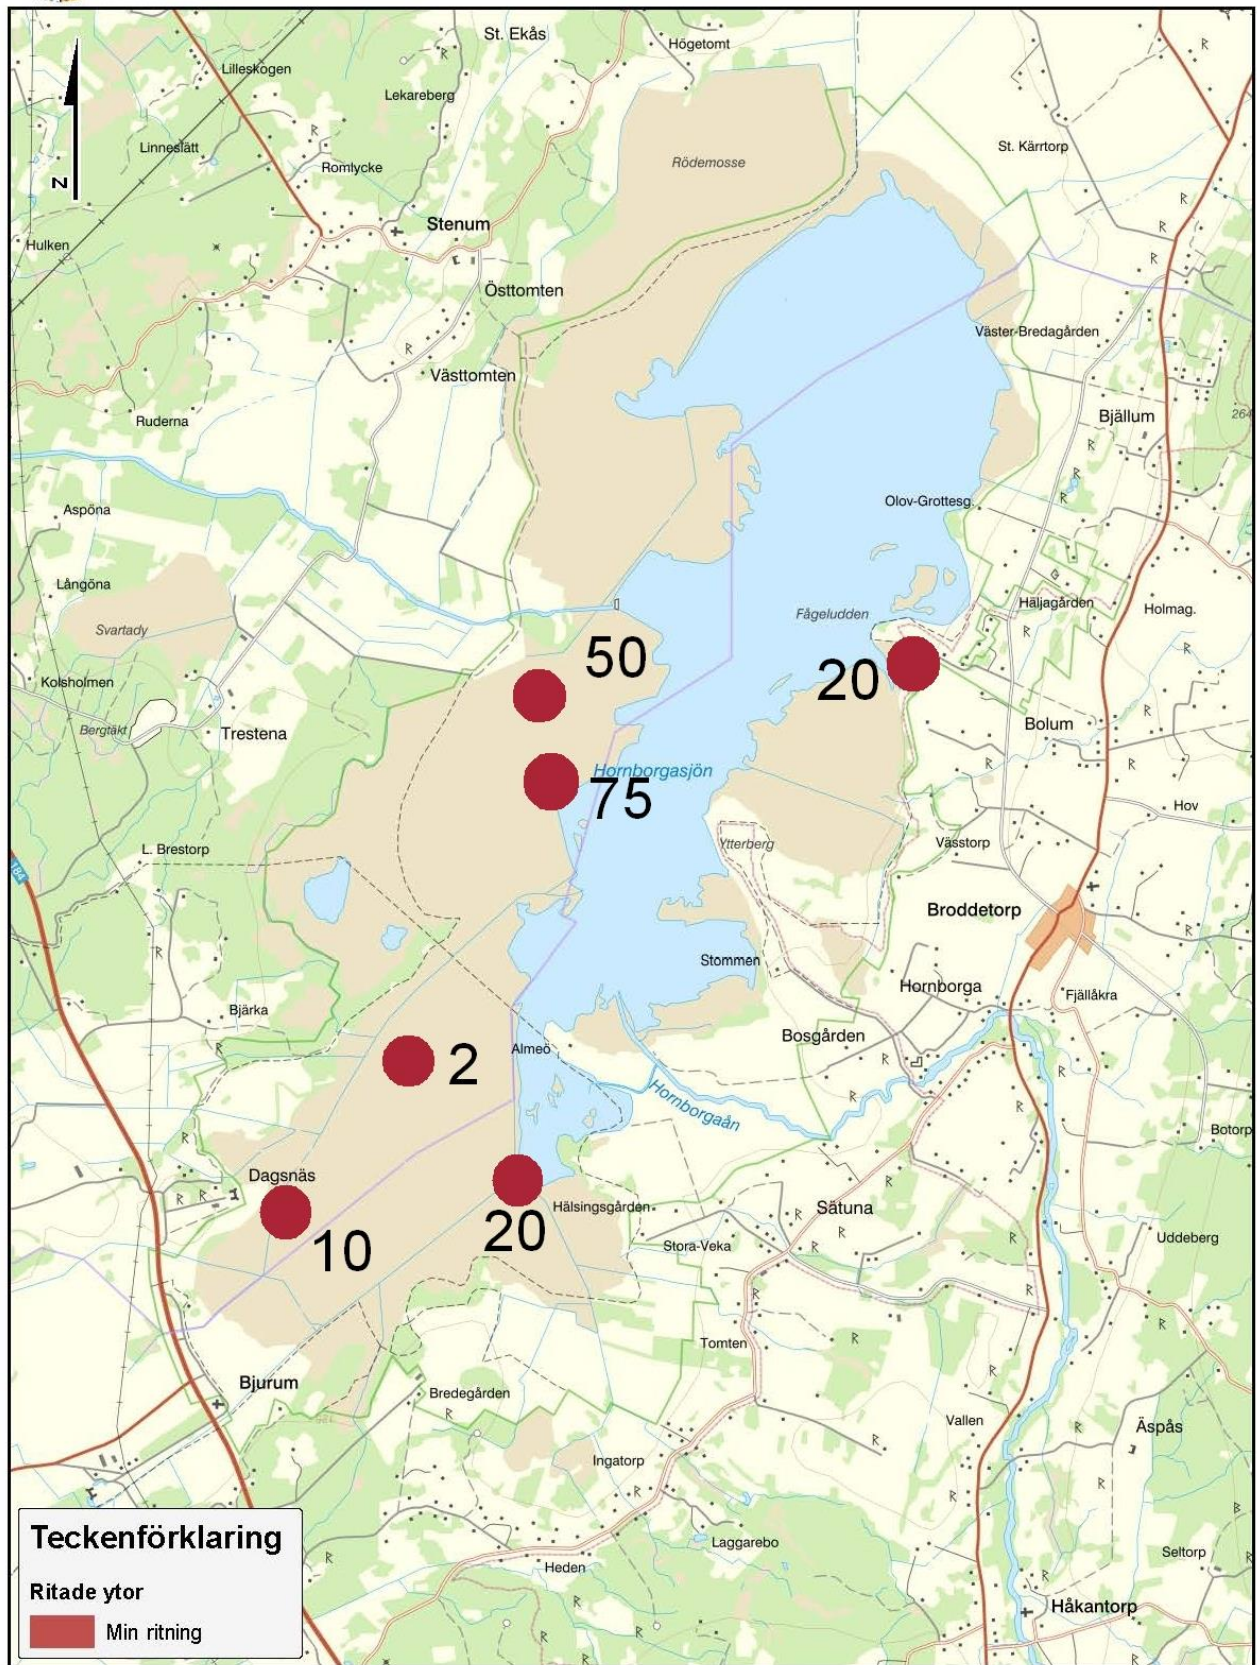 St. Ekås
Högetomt
Lilleskogen
Lekareberg
Linneslätt
Romlycke
St. Kärrtorp
Rödemosse
N
Stenum
Hulken
Östtomten
Väster-Bredagården
Västtomten
Ruderna
Bjällum
264
Olov-Grottesg.
Aspöna
Långöna
Häljagården
Holmag.
Svartady
Fågeludden
50
20
Kolsholmen
Bergtäkt
Trestena
Bolum
Hornborgasjön
75
Hov
L. Brestorp
Ytterberg
Västorp
184
Broddetorp
Stommen
Hornborga
Fjällåkra
Bjärka
Bosgården
Almeö
2
Hornborgaån
Botorp
Dagsnäs
Hälsingsgården
Sätuna
10
20
Stora-Veka
Uddeberg
Tomten
Bjurum
Bredegården
Vallen
Äspås
Ingatorp
Laggarebo
Heden
Seltorp
Håkantorp
Teckenförklaring
Ritade ytor
Min ritning